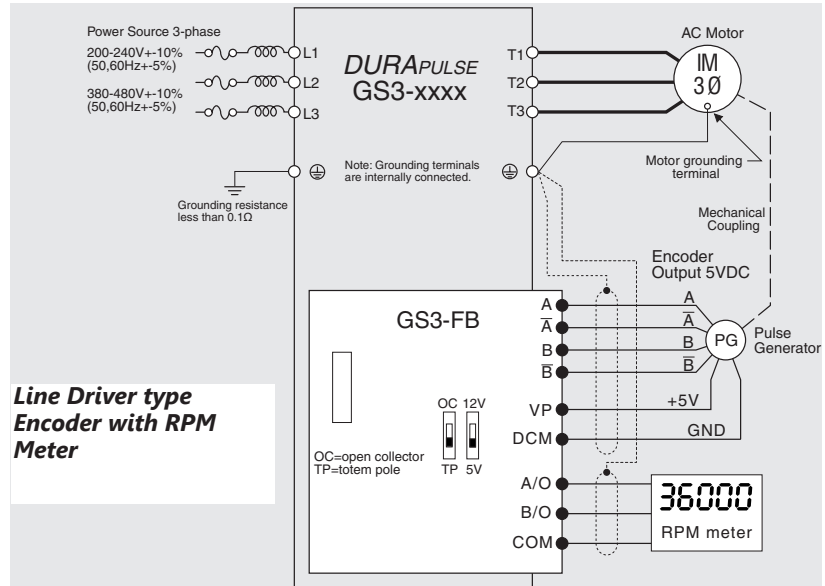 Power Source 3-phase
200-240V+-10%
(50,60Hz+-5%)
380-480V+-10%
(50,60Hz+-5%)
L1
L2
L3
DURAPULSE
GS3-xxxx
T1
T2
T3
AC Motor
IM
3Ø
Note: Grounding terminals
are internally connected.
Grounding resistance
less than 0.1Ω
Motor grounding
terminal
Mechanical
Coupling
Encoder
Output 5VDC
GS3-FB
A
A̅
B
B̅
VP
DCM
A/O
B/O
COM
A
A̅
B
B̅
+5V
GND
PG
Pulse
Generator
Line Driver type
Encoder with RPM
Meter
OC 12V
TP 5V
OC=open collector
TP=totem pole
36000
RPM meter